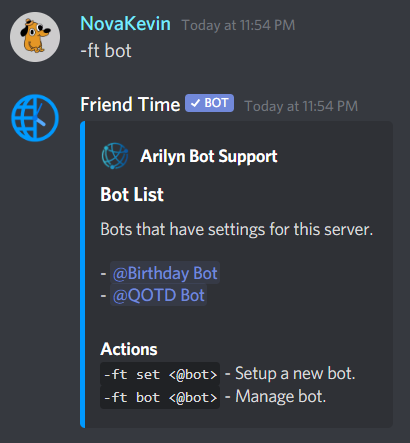 NovaKevin Today at 11:54 PM
-ft bot
Friend Time ✓ BOT Today at 11:54 PM
Arilyn Bot Support
Bot List
Bots that have settings for this server.
- @Birthday Bot
- @QOTD Bot
Actions
-ft set <@bot> - Setup a new bot.
-ft bot <@bot> - Manage bot.